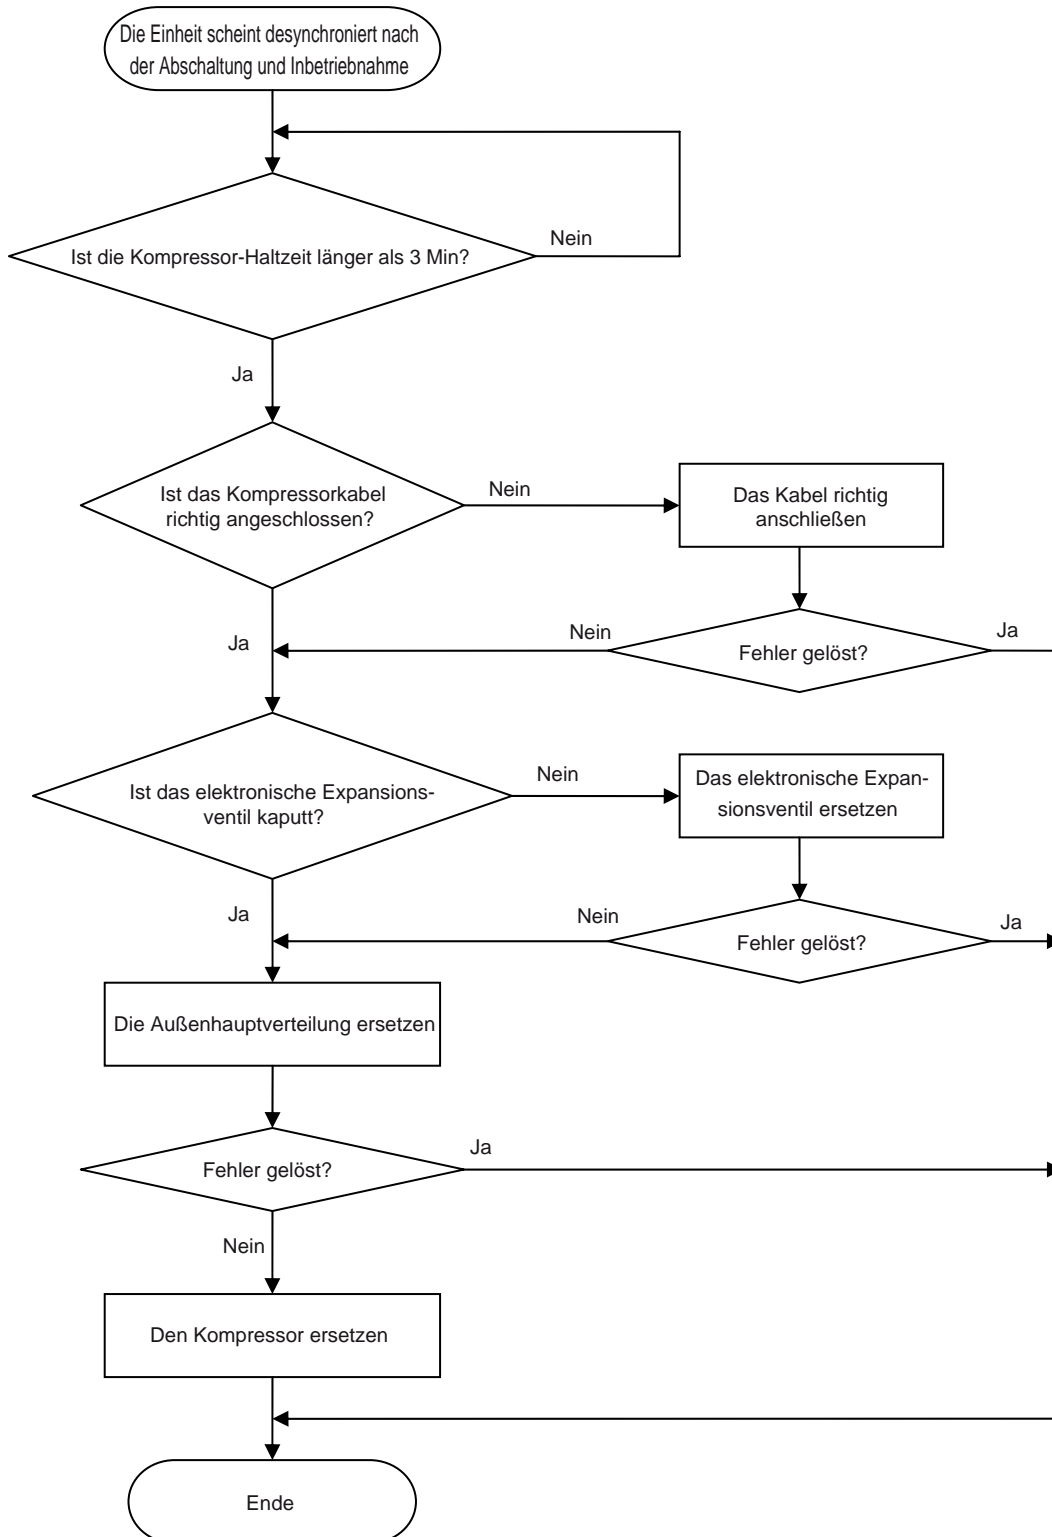 Die Einheit scheint desynchroniert nach
der Abschaltung und Inbetriebnahme
Ist die Kompressor-Haltzeit länger als 3 Min?
Nein
Ja
Ist das Kompressorkabel
richtig angeschlossen?
Nein
Das Kabel richtig
anschließen
Ja
Nein
Fehler gelöst?
Ja
Ist das elektronische Expansions-
ventil kaputt?
Nein
Das elektronische Expan-
sionsventil ersetzen
Ja
Nein
Fehler gelöst?
Ja
Die Außenhauptverteilung ersetzen
Fehler gelöst?
Ja
Nein
Den Kompressor ersetzen
Ende